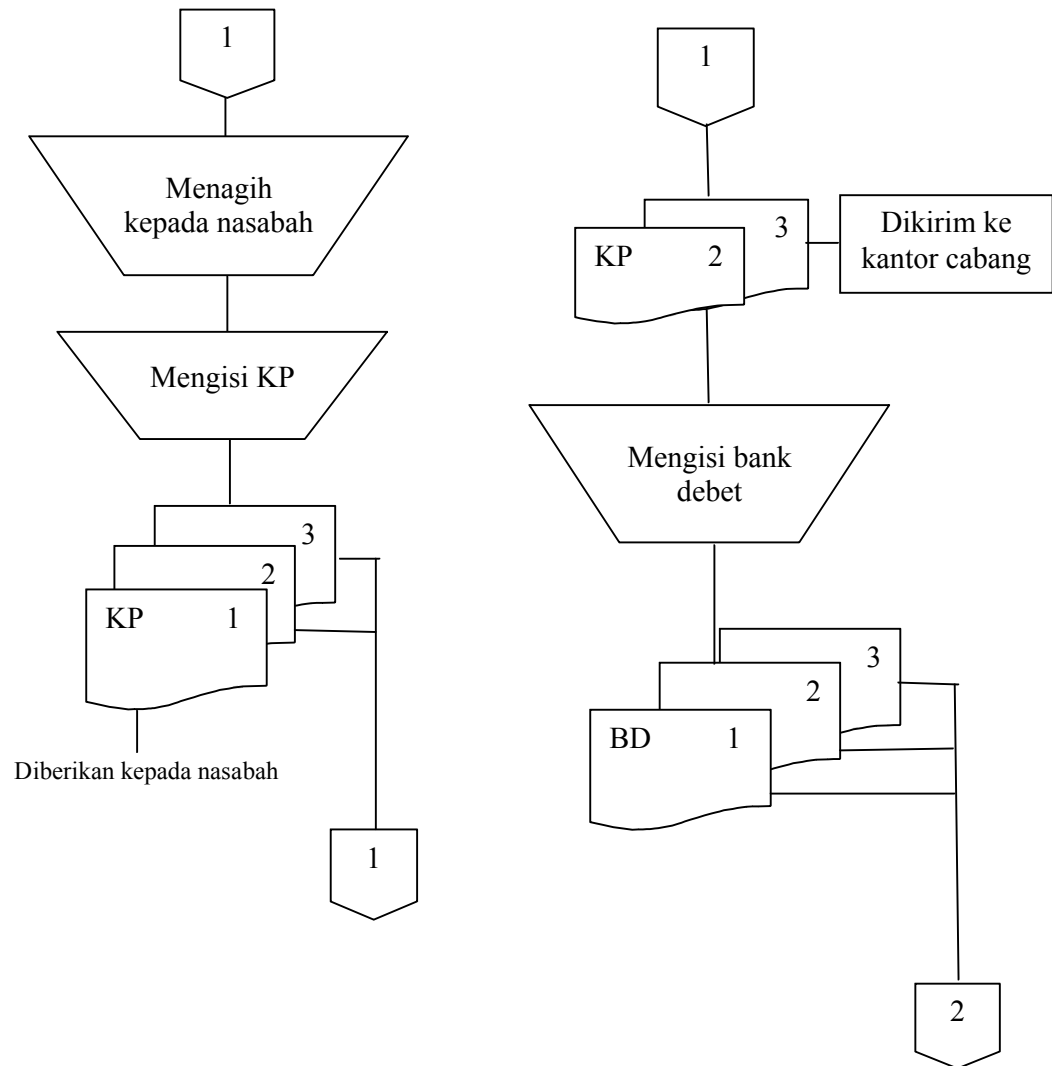 1
Menagih
kepada nasabah
Mengisi KP
3
2
KP 1
Diberikan kepada nasabah
1
1
3
KP 2
Dikirim ke
kantor cabang
Mengisi bank
debet
3
2
BD 1
2